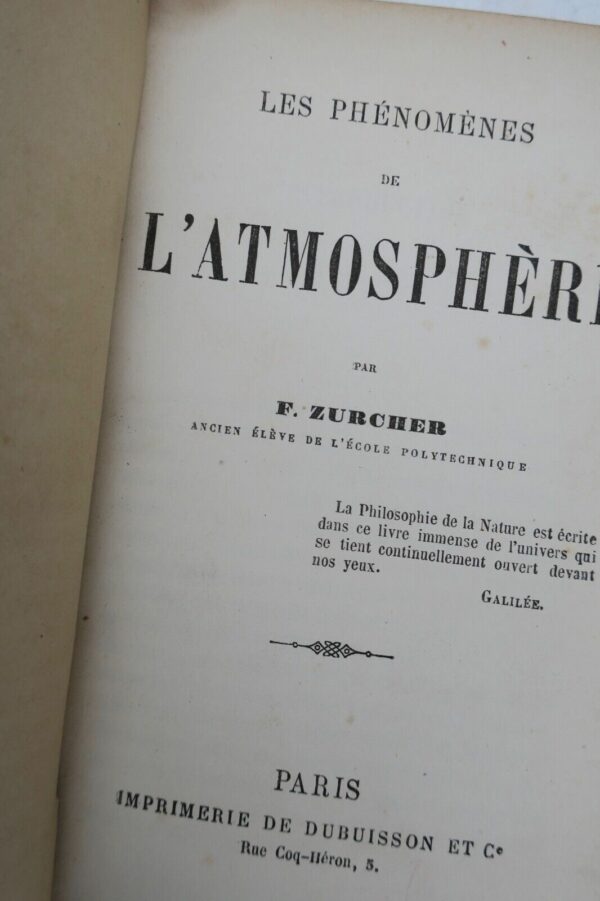 LES PHÉNOMÈNES
DE
L'ATMOSPHÈRE
PAR
F. ZURCHER
ANCIEN ÉLÈVE DE L'ÉCOLE POLYTECHNIQUE
La Philosophie de la Nature est écrite
dans ce livre immense de l'univers qui
se tient continuellement ouvert devant
nos yeux.
GALILÉE.
PARIS
IMPRIMERIE DE DUBUISSON ET Cᵉ
Rue Coq-Héron, 5.